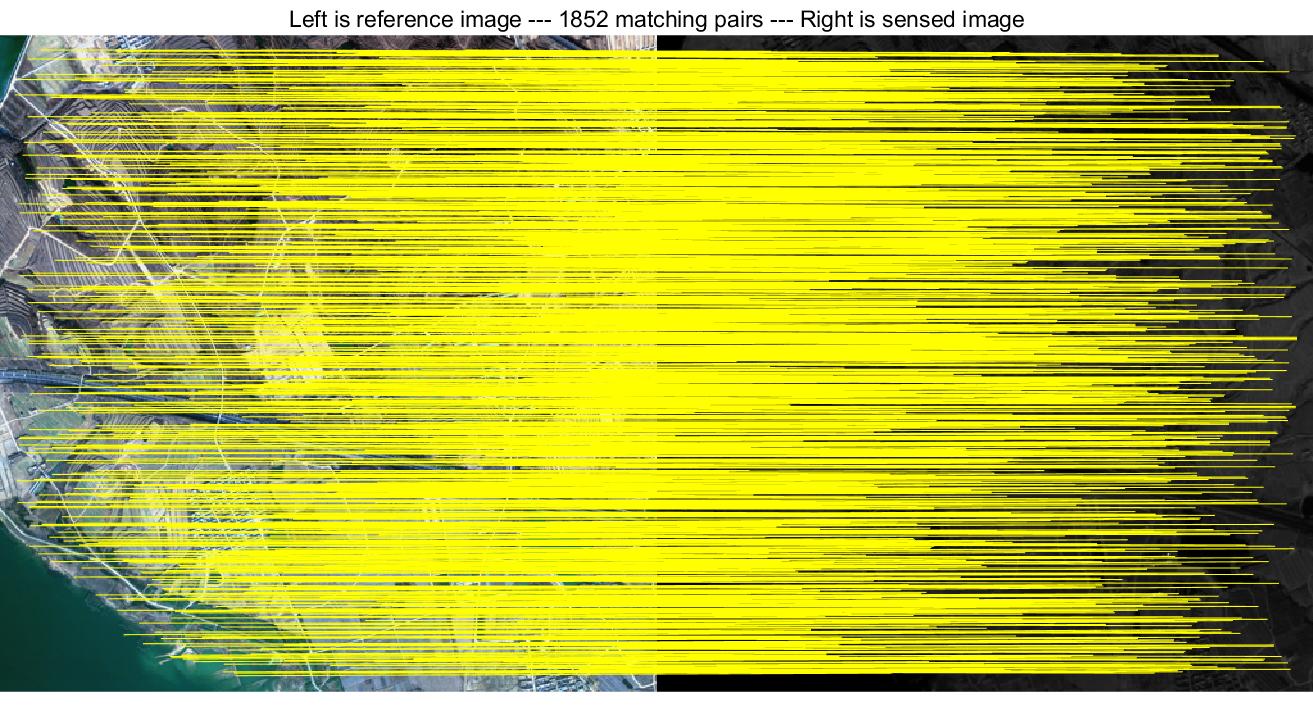 Left is reference image --- 1852 matching pairs --- Right is sensed image